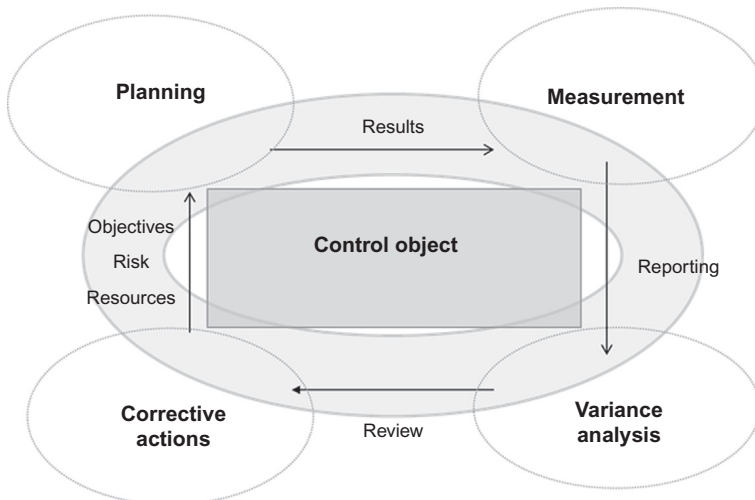 Planning
Measurement
Results
Objectives
Risk
Resources
Control object
Reporting
Corrective
actions
Review
Variance
analysis